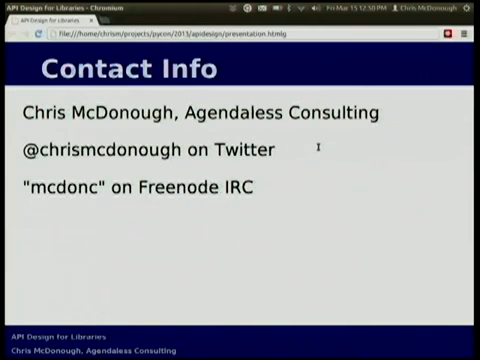 API Design for Libraries - Chromium
Fri Mar 15 12:50 PM
Chris McDonough
API Design for Libraries
file:///home/chrism/projects/pycon/2013/apidesign/presentation.html
Contact Info
Chris McDonough, Agendaless Consulting
@chrismcdonough on Twitter
"mcdonc" on Freenode IRC
API Design for Libraries
Chris McDonough, Agendaless Consulting